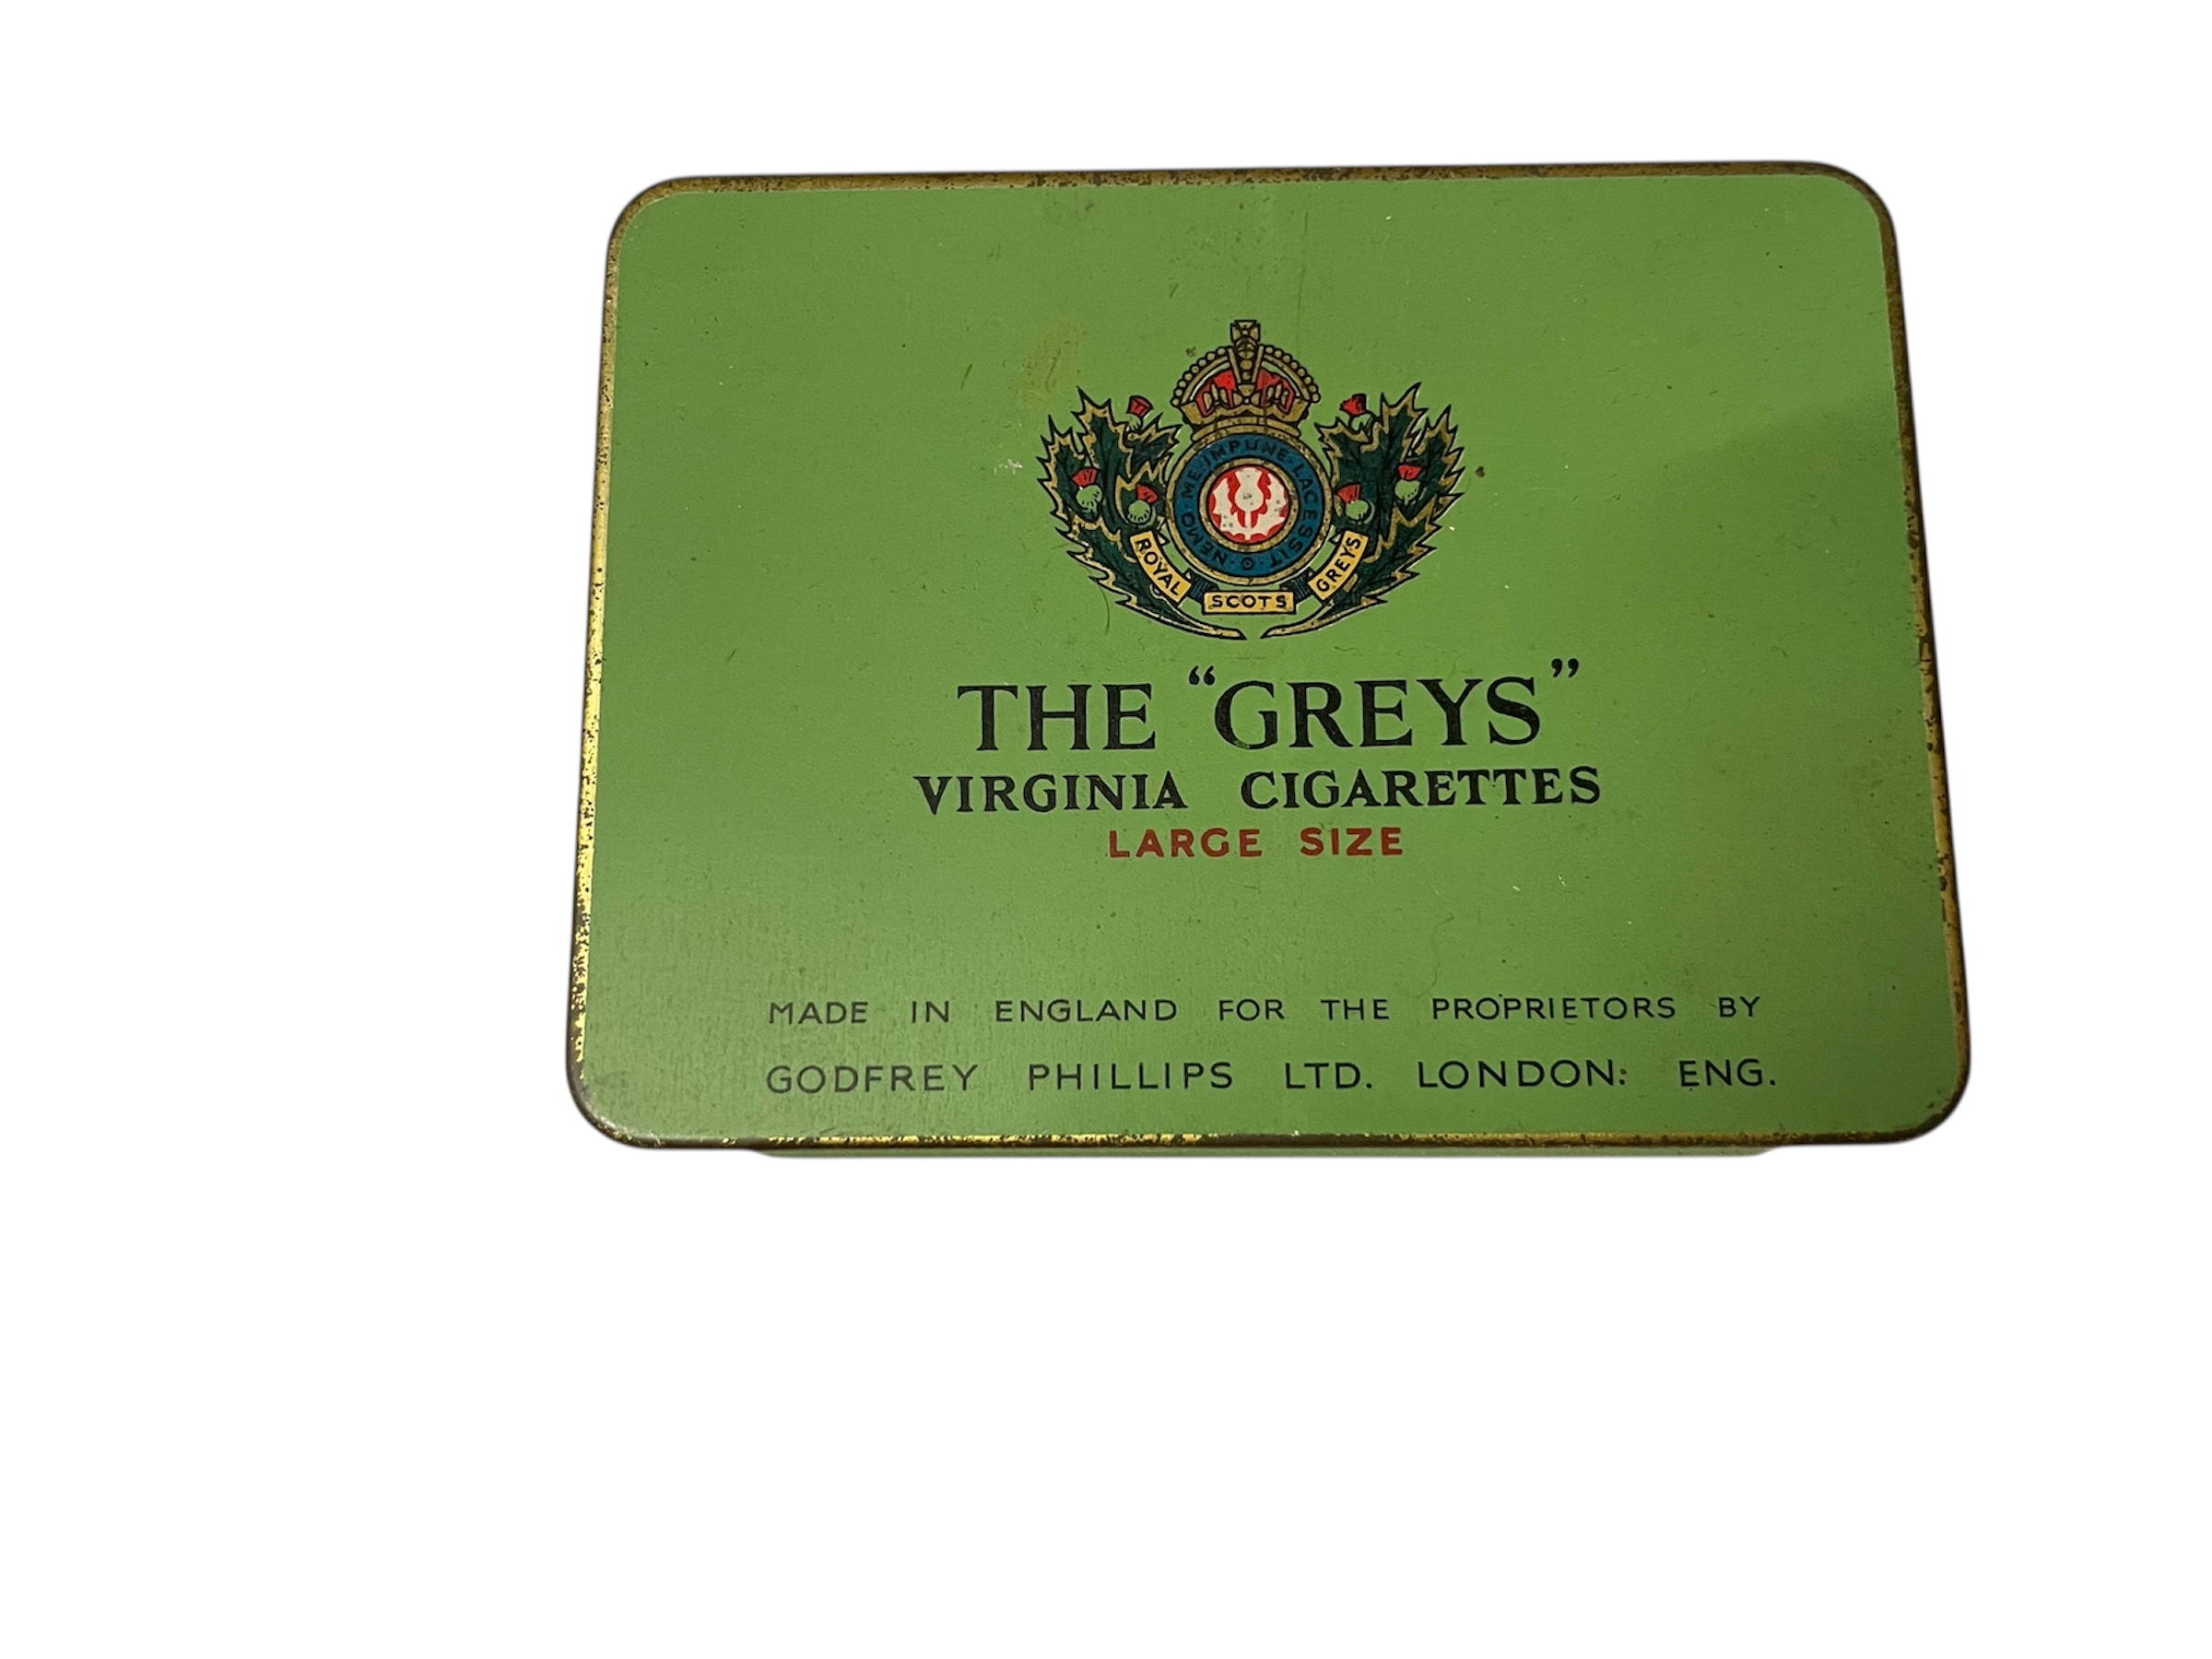 NEMO · ME · IMPUNE · LACESSIT
ROYAL SCOTS GREYS
THE “GREYS”
VIRGINIA CIGARETTES
LARGE SIZE
MADE IN ENGLAND FOR THE PROPRIETORS BY
GODFREY PHILLIPS LTD. LONDON: ENG.